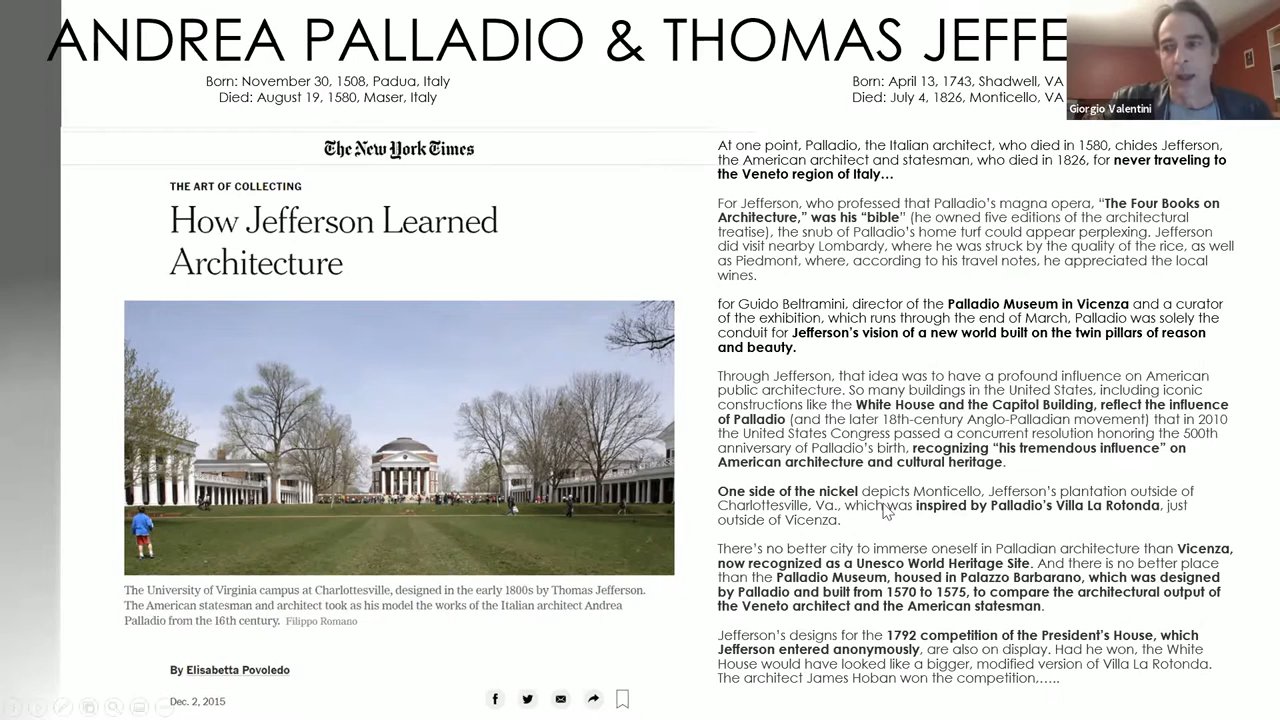 ANDREA PALLADIO & THOMAS JEFFE
Born: November 30, 1508, Padua, Italy
Died: August 19, 1580, Maser, Italy
Born: April 13, 1743, Shadwell, VA
Died: July 4, 1826, Monticello, VA
Giorgio Valentini
The New York Times
THE ART OF COLLECTING
How Jefferson Learned
Architecture
The University of Virginia campus at Charlottesville, designed in the early 1800s by Thomas Jefferson.
The American statesman and architect took as his model the works of the Italian architect Andrea
Palladio from the 16th century. Filippo Romano
By Elisabetta Povoledo
Dec. 2, 2015
At one point, Palladio, the Italian architect, who died in 1580, chides Jefferson,
the American architect and statesman, who died in 1826, for never traveling to
the Veneto region of Italy…
For Jefferson, who professed that Palladio's magna opera, "The Four Books on
Architecture," was his "bible" (he owned five editions of the architectural
treatise), the snub of Palladio's home turf could appear perplexing. Jefferson
did visit nearby Lombardy, where he was struck by the quality of the rice, as well
as Piedmont, where, according to his travel notes, he appreciated the local
wines.
for Guido Beltramini, director of the Palladio Museum in Vicenza and a curator
of the exhibition, which runs through the end of March, Palladio was solely the
conduit for Jefferson's vision of a new world built on the twin pillars of reason
and beauty.
Through Jefferson, that idea was to have a profound influence on American
public architecture. So many buildings in the United States, including iconic
constructions like the White House and the Capitol Building, reflect the influence
of Palladio (and the later 18th-century Anglo-Palladian movement) that in 2010
the United States Congress passed a concurrent resolution honoring the 500th
anniversary of Palladio's birth, recognizing "his tremendous influence" on
American architecture and cultural heritage.
One side of the nickel depicts Monticello, Jefferson's plantation outside of
Charlottesville, Va., which was inspired by Palladio's Villa La Rotonda, just
outside of Vicenza.
There's no better city to immerse oneself in Palladian architecture than Vicenza,
now recognized as a Unesco World Heritage Site. And there is no better place
than the Palladio Museum, housed in Palazzo Barbarano, which was designed
by Palladio and built from 1570 to 1575, to compare the architectural output of
the Veneto architect and the American statesman.
Jefferson's designs for the 1792 competition of the President's House, which
Jefferson entered anonymously, are also on display. Had he won, the White
House would have looked like a bigger, modified version of Villa La Rotonda.
The architect James Hoban won the competition,…..